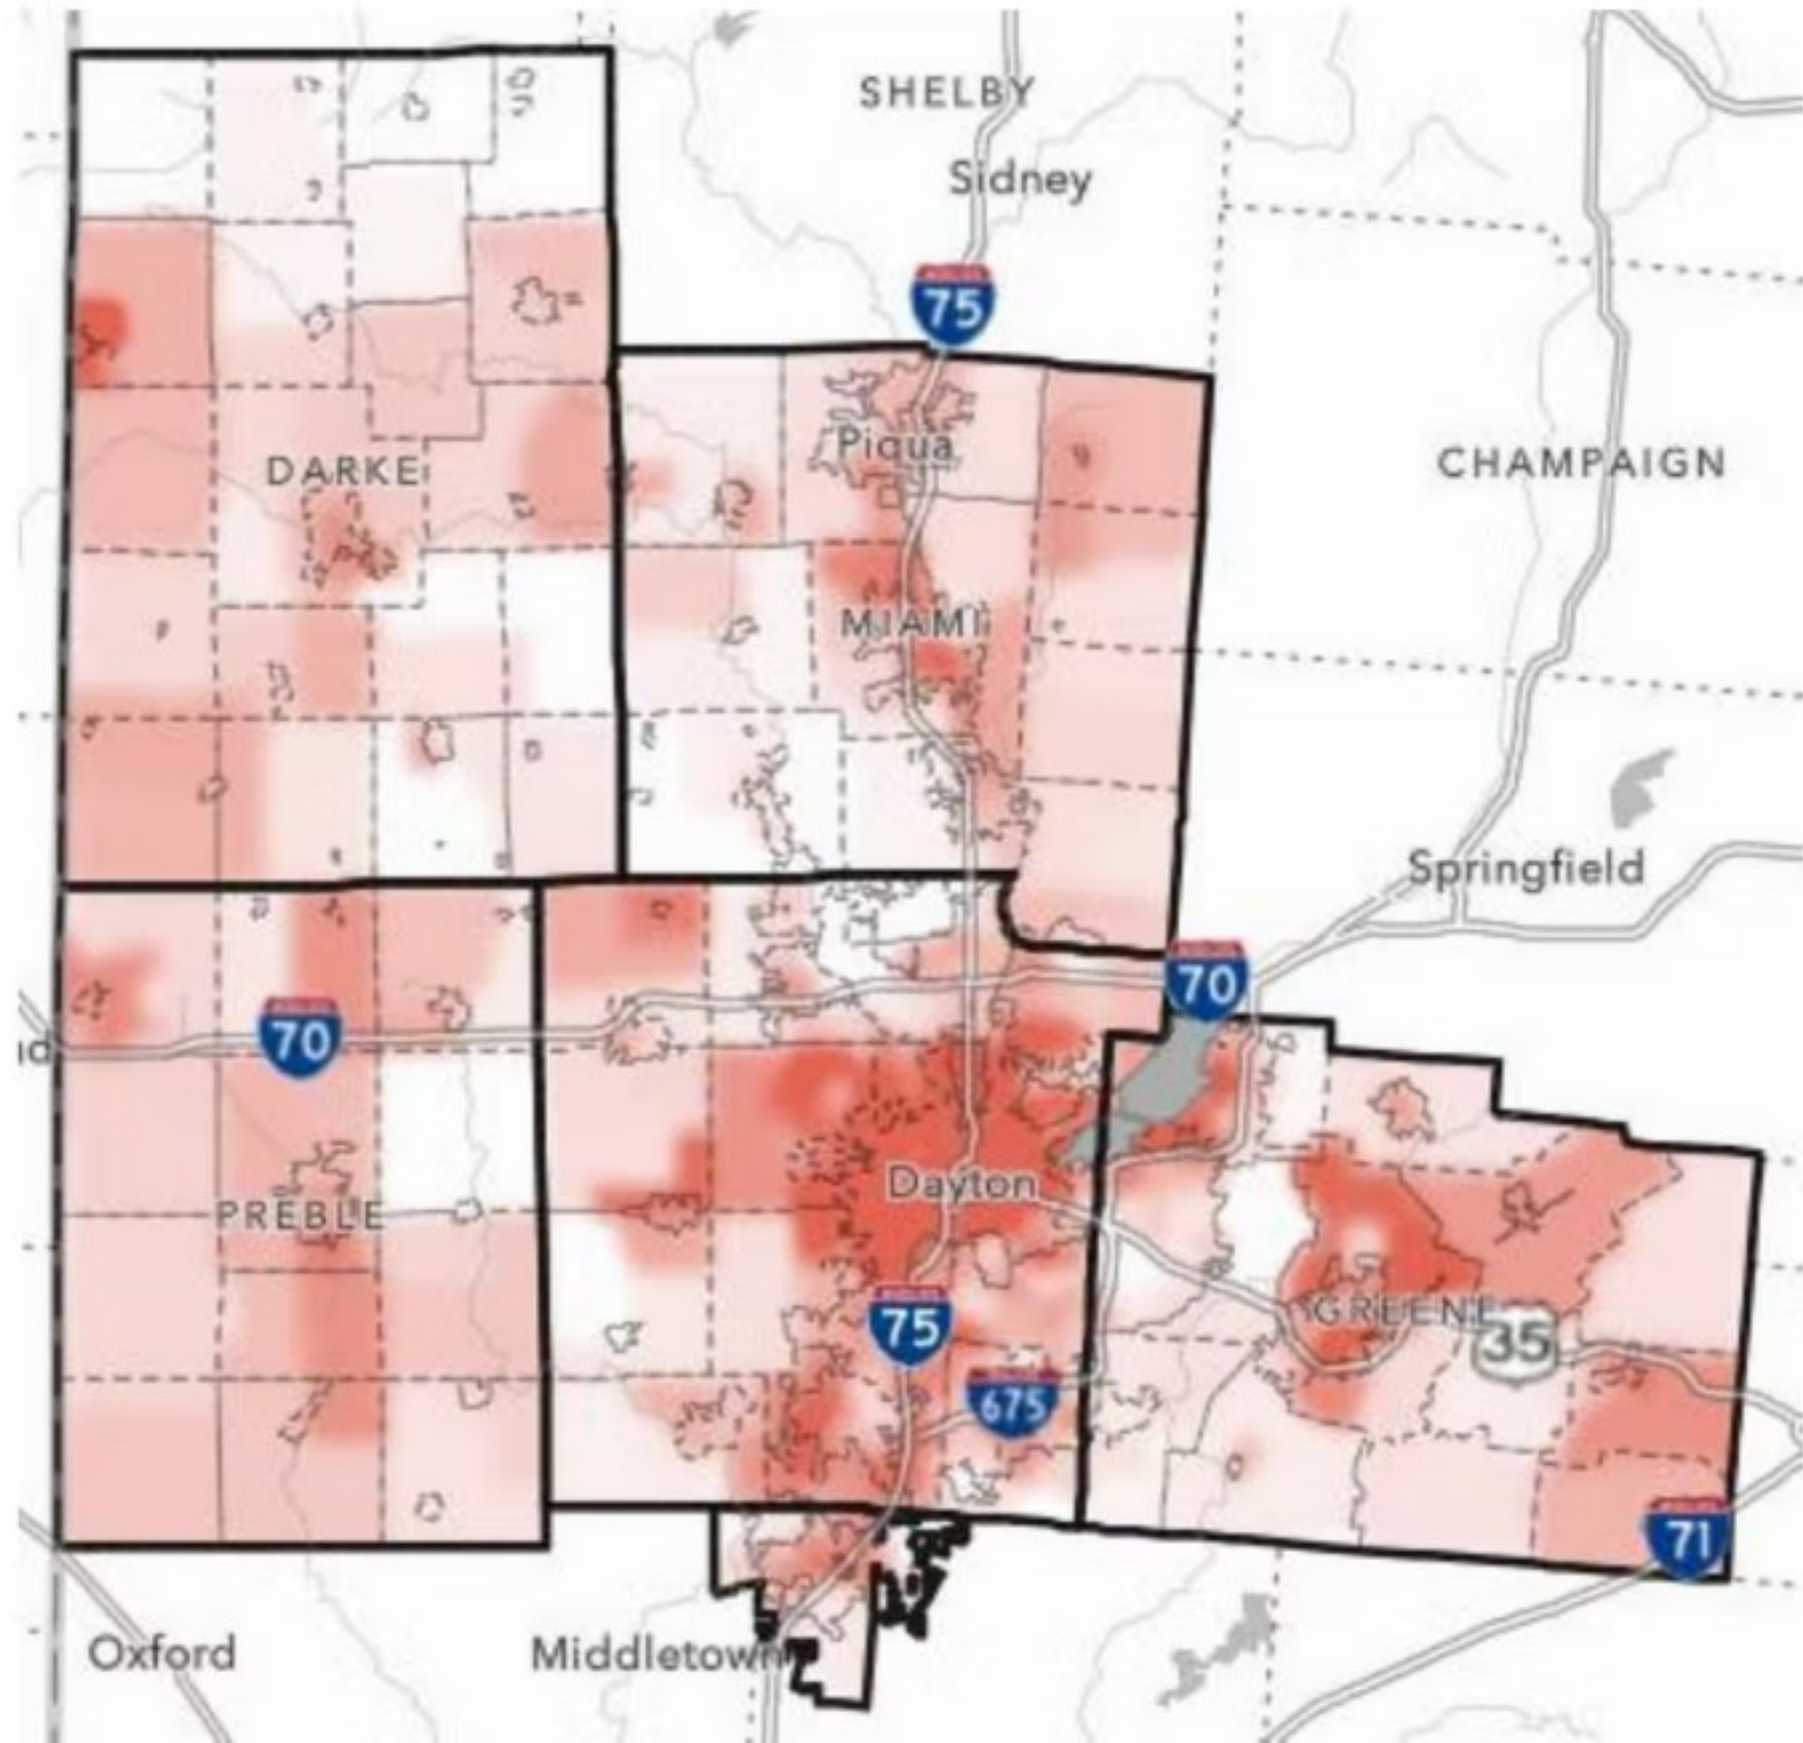 SHELBY
Sidney
75
Piqua
DARKE
CHAMPAIGN
MIAMI
Springfield
70
70
Dayton
PREBLE
75
GREENE
35
675
71
Oxford
Middletown